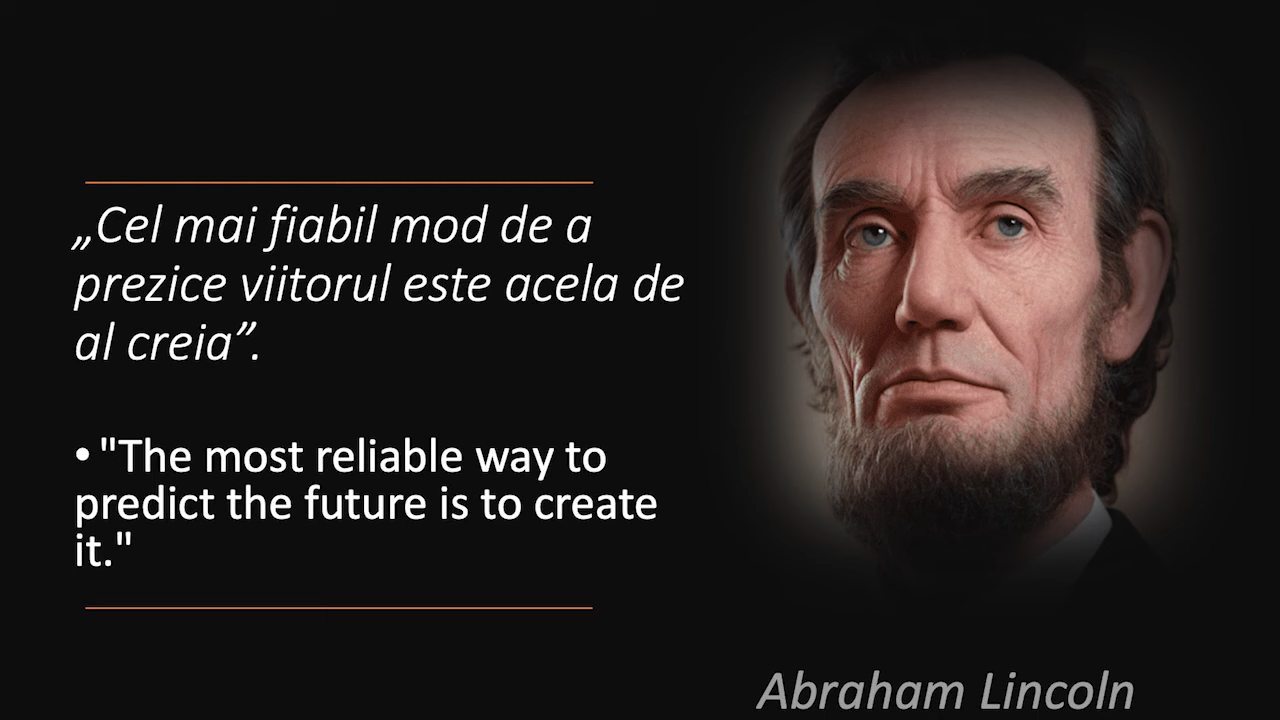 „Cel mai fiabil mod de a
prezice viitorul este acela de
al creia”.
• "The most reliable way to
predict the future is to create
it."
Abraham Lincoln